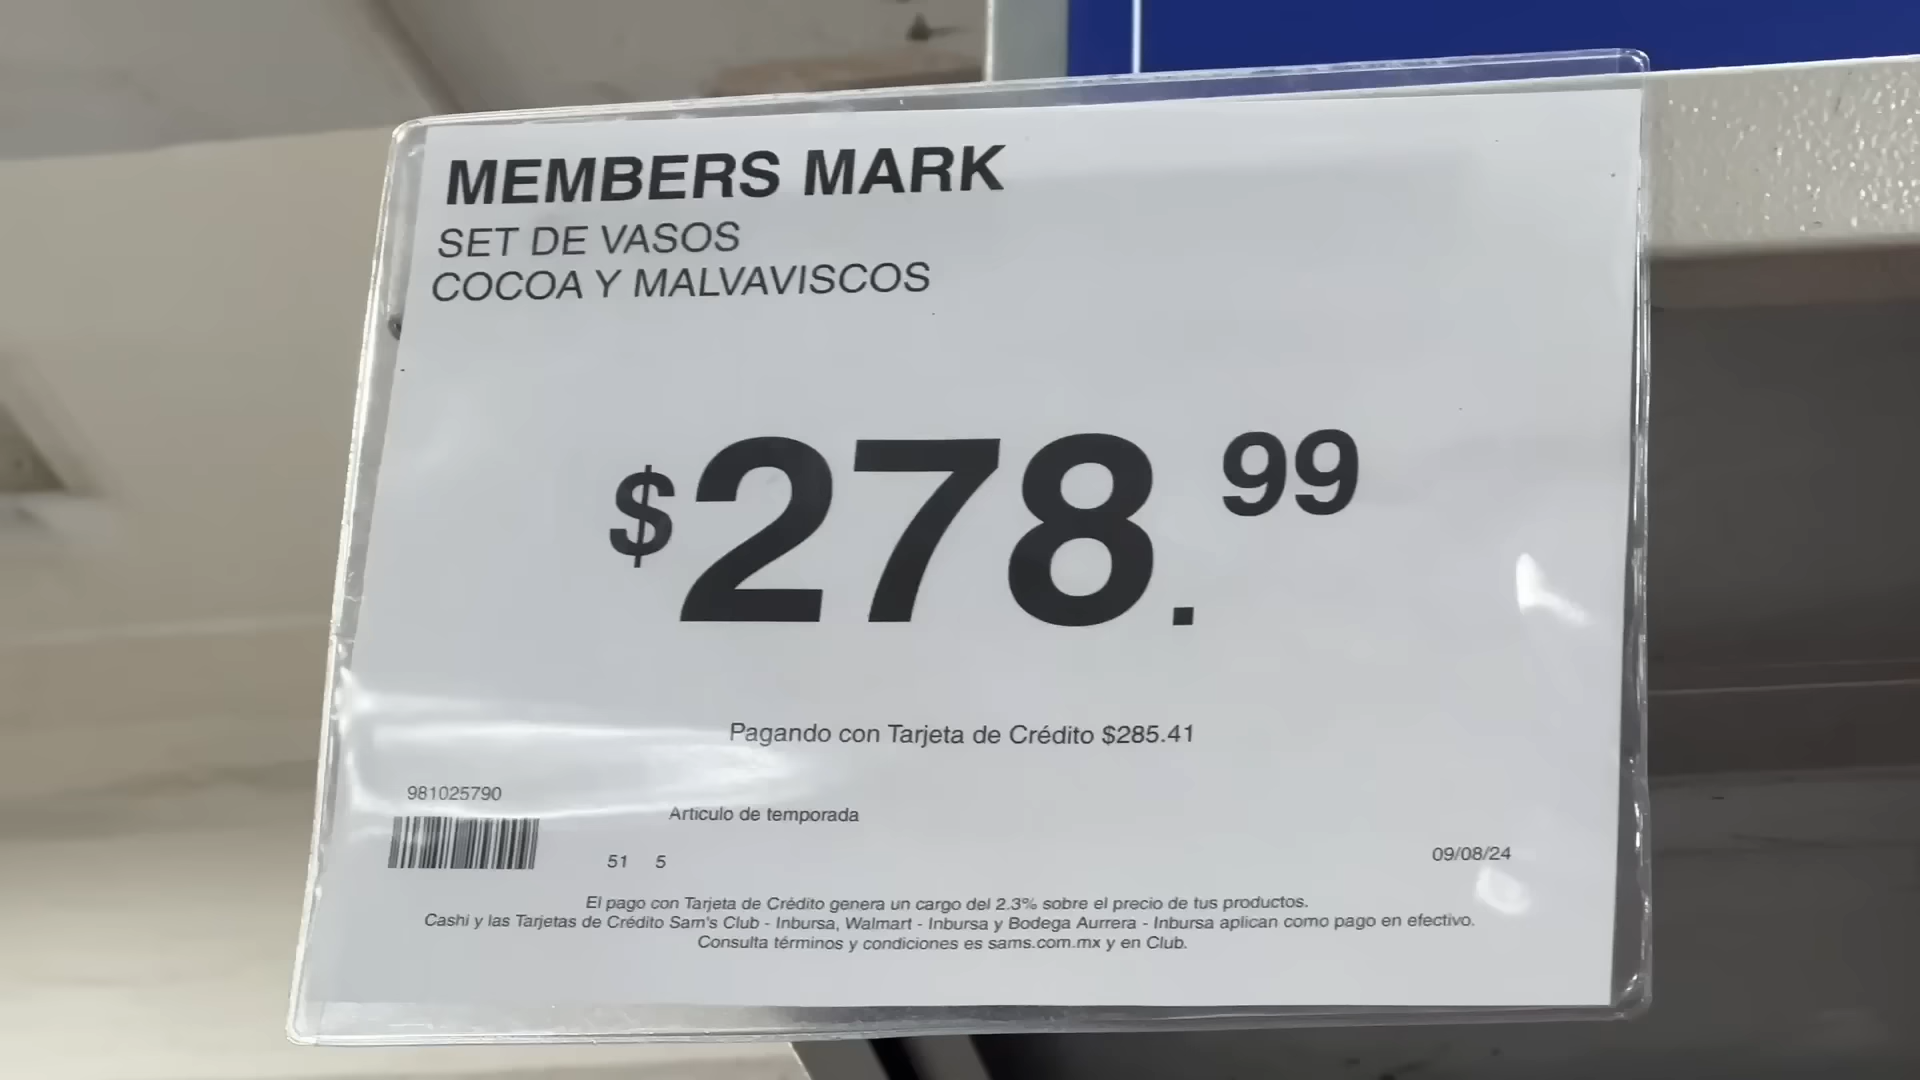 MEMBERS MARK
SET DE VASOS
COCOA Y MALVAVISCOS
$278.99
Pagando con Tarjeta de Crédito $285.41
981025790
Articulo de temporada
51 5
09/08/24
El pago con Tarjeta de Crédito genera un cargo del 2.3% sobre el precio de tus productos.
Cashi y las Tarjetas de Crédito Sam's Club - Inbursa, Walmart - Inbursa y Bodega Aurrera - Inbursa aplican como pago en efectivo.
Consulta términos y condiciones es sams.com.mx y en Club.